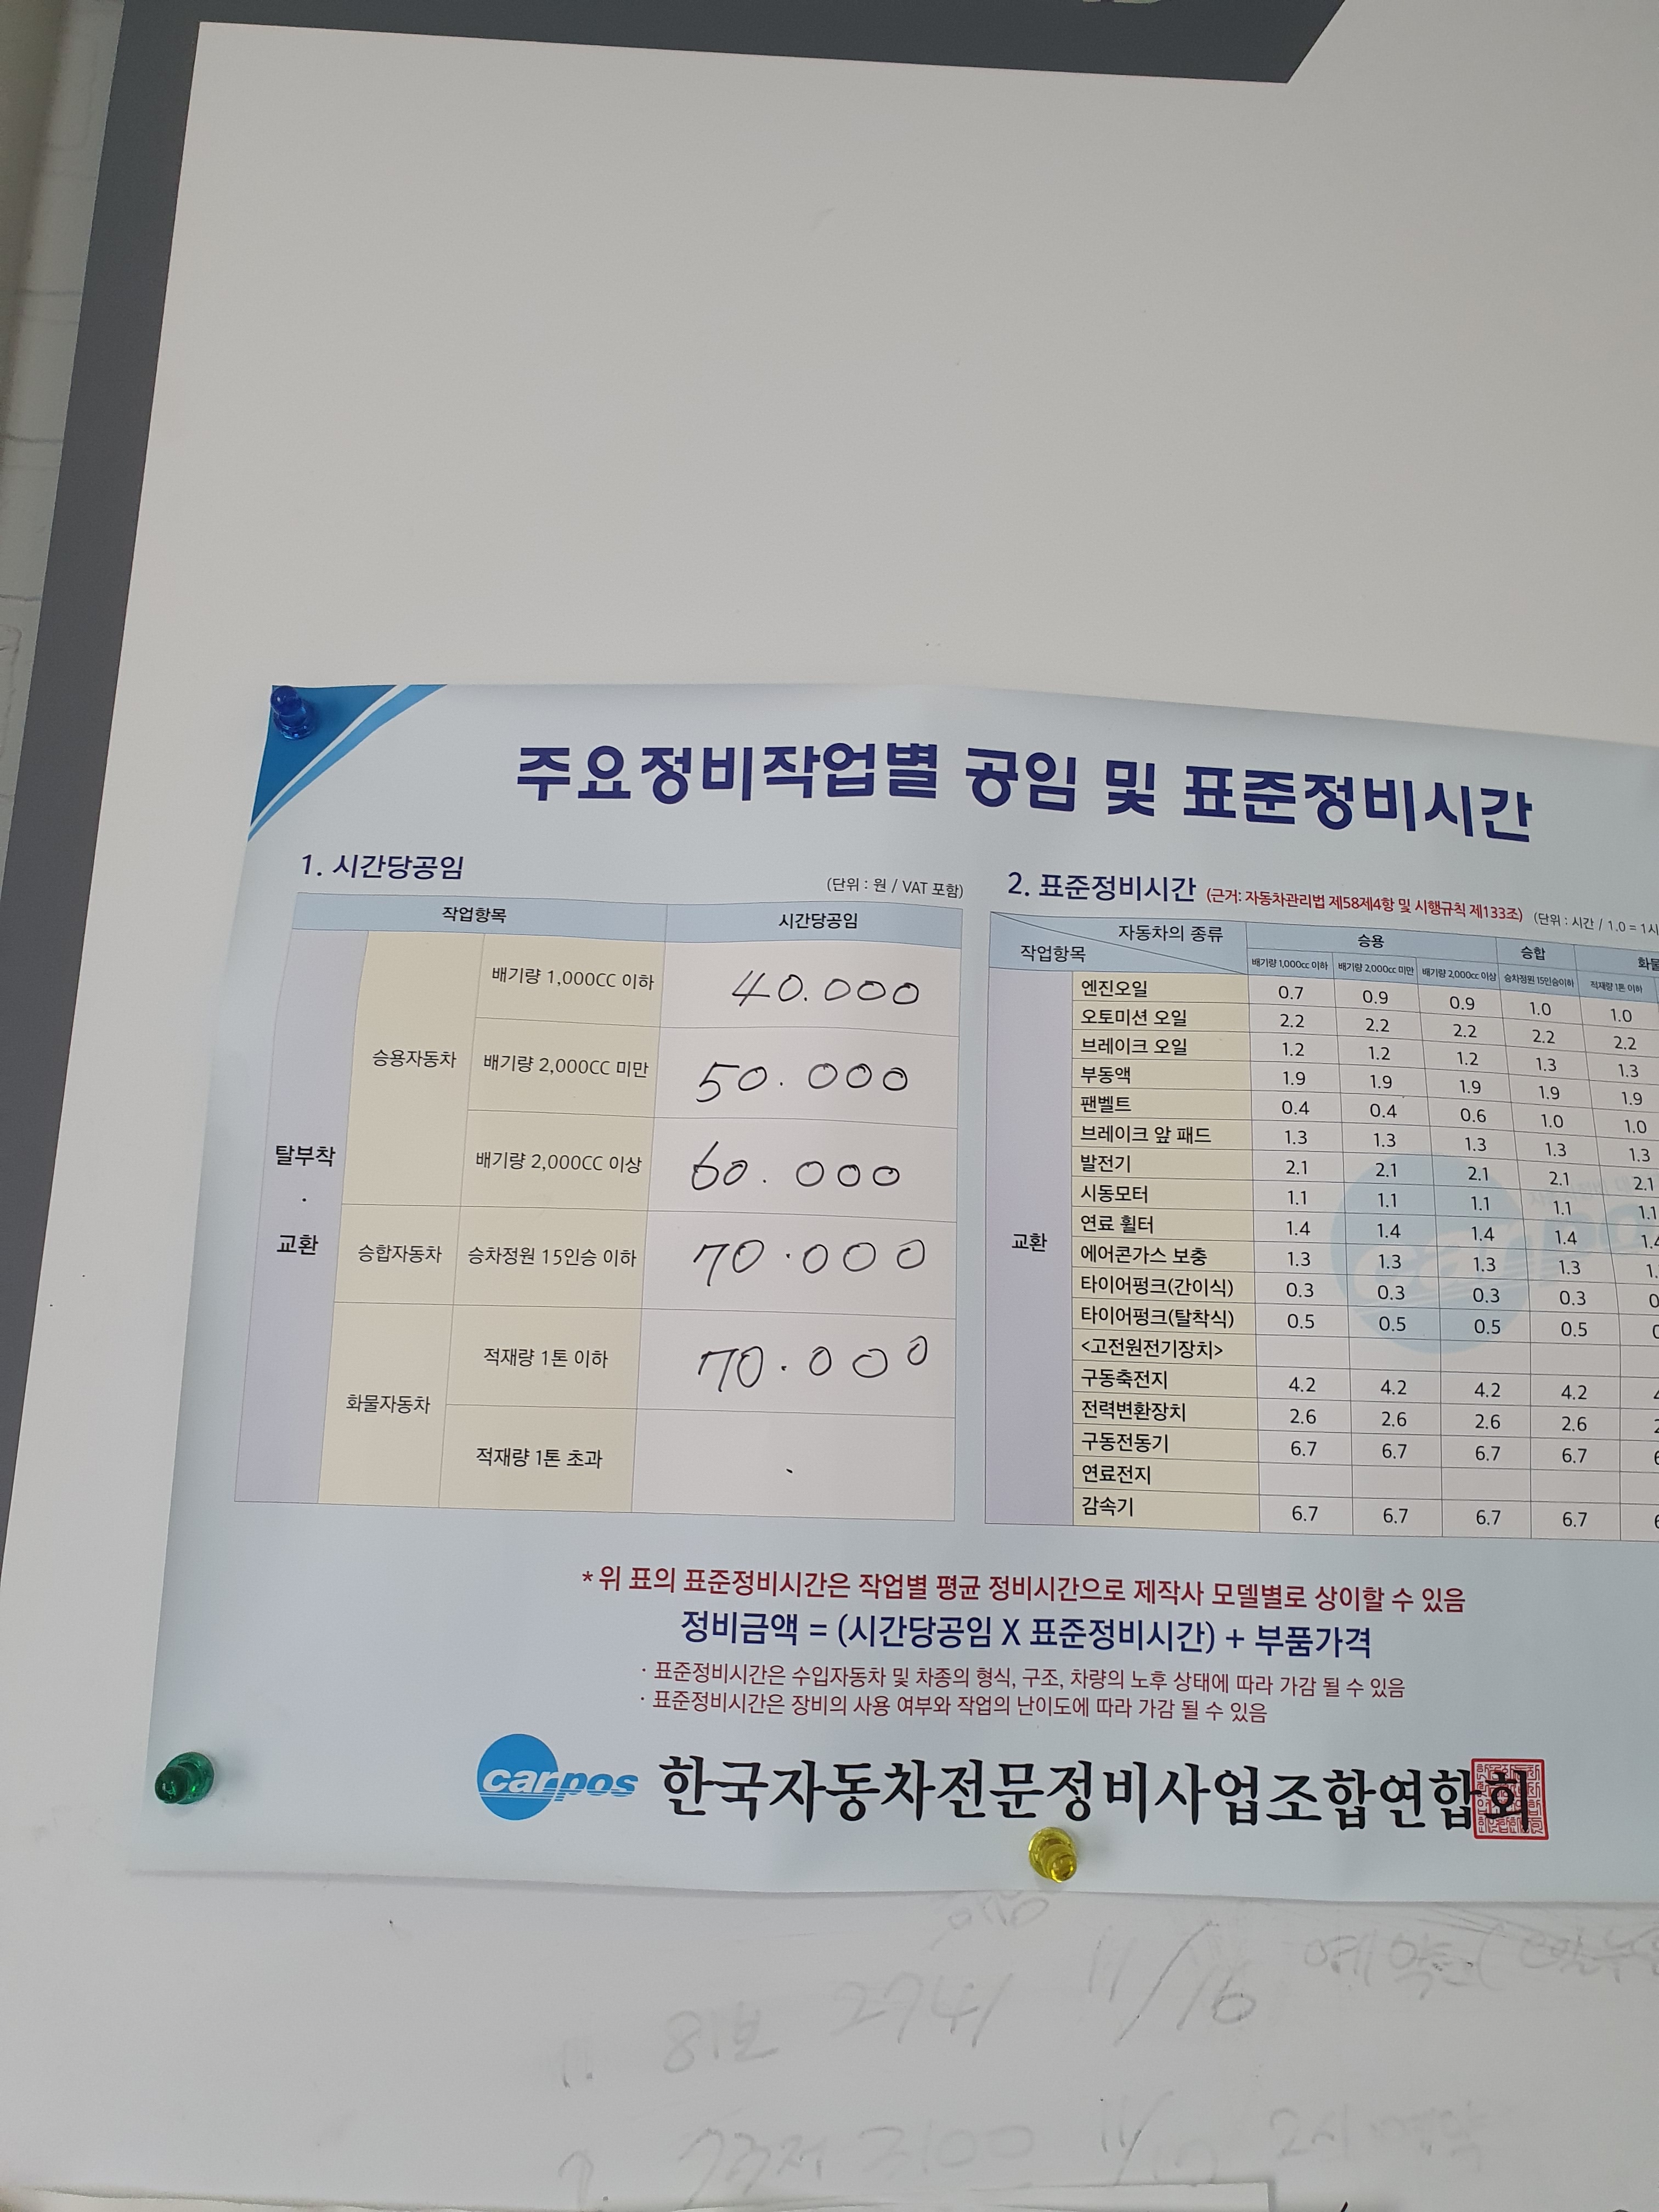 주요정비작업별 공임 및 표준정비시간
1. 시간당공임
(단위 : 원 / VAT 포함)
작업항목 시간당공임
탈부착 · 교환
승용자동차
배기량 1,000CC 이하 40.000
배기량 2,000CC 미만 50.000
배기량 2,000CC 이상 60.000
승합자동차 승차정원 15인승 이하 70.000
화물자동차
적재량 1톤 이하 70.000
적재량 1톤 초과
2. 표준정비시간 (근거: 자동차관리법 제58제4항 및 시행규칙 제133조) (단위 : 시간 / 1.0 = 1시
자동차의 종류 승용 승합 화물
작업항목 배기량 1,000cc 이하 배기량 2,000cc 미만 배기량 2,000cc 이상 승차정원 15인승이하 적재량 1톤 이하
교환
엔진오일 0.7 0.9 0.9 1.0 1.0
오토미션 오일 2.2 2.2 2.2 2.2 2.2
브레이크 오일 1.2 1.2 1.2 1.3 1.3
부동액 1.9 1.9 1.9 1.9 1.9
팬벨트 0.4 0.4 0.6 1.0 1.0
브레이크 앞 패드 1.3 1.3 1.3 1.3 1.3
발전기 2.1 2.1 2.1 2.1 2.1
시동모터 1.1 1.1 1.1 1.1 1.1
연료 휠터 1.4 1.4 1.4 1.4
에어콘가스 보충 1.3 1.3 1.3 1.3
타이어펑크(간이식) 0.3 0.3 0.3 0.3
타이어펑크(탈착식) 0.5 0.5 0.5 0.5
<고전원전기장치>
구동축전지 4.2 4.2 4.2 4.2
전력변환장치 2.6 2.6 2.6 2.6
구동전동기 6.7 6.7 6.7 6.7
연료전지
감속기 6.7 6.7 6.7 6.7
* 위 표의 표준정비시간은 작업별 평균 정비시간으로 제작사 모델별로 상이할 수 있음
정비금액 = (시간당공임 X 표준정비시간) + 부품가격
· 표준정비시간은 수입자동차 및 차종의 형식, 구조, 차량의 노후 상태에 따라 가감 될 수 있음
· 표준정비시간은 장비의 사용 여부와 작업의 난이도에 따라 가감 될 수 있음
carpos 한국자동차전문정비사업조합연합회
11/16
2시 예약